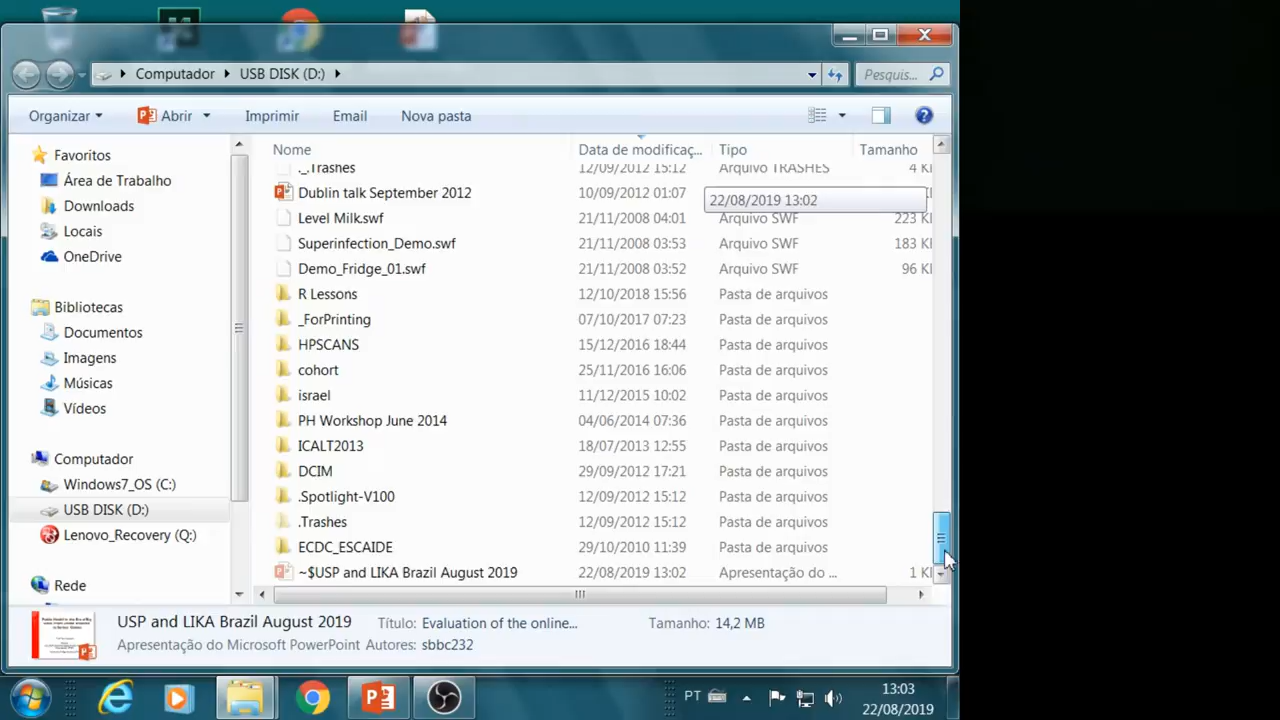 Computador
USB DISK (D:)
Pesquis...
Organizar
Abrir
Imprimir
Email
Nova pasta
Favoritos
Área de Trabalho
Downloads
Locais
OneDrive
Bibliotecas
Documentos
Imagens
Músicas
Vídeos
Computador
Windows7_OS (C:)
USB DISK (D:)
Lenovo_Recovery (Q:)
Rede
Nome Data de modificaç... Tipo Tamanho
._.Trashes 12/09/2012 15:12 Arquivo TRASHES 4 K
Dublin talk September 2012 10/09/2012 01:07
22/08/2019 13:02
Level Milk.swf 21/11/2008 04:01 Arquivo SWF 223 K
Superinfection_Demo.swf 21/11/2008 03:53 Arquivo SWF 183 K
Demo_Fridge_01.swf 21/11/2008 03:52 Arquivo SWF 96 K
R Lessons 12/10/2018 15:56 Pasta de arquivos
_ForPrinting 07/10/2017 07:23 Pasta de arquivos
HPSCANS 15/12/2016 18:44 Pasta de arquivos
cohort 25/11/2016 16:06 Pasta de arquivos
israel 11/12/2015 10:02 Pasta de arquivos
PH Workshop June 2014 04/06/2014 07:36 Pasta de arquivos
ICALT2013 18/07/2013 12:55 Pasta de arquivos
DCIM 29/09/2012 17:21 Pasta de arquivos
.Spotlight-V100 12/09/2012 15:12 Pasta de arquivos
.Trashes 12/09/2012 15:12 Pasta de arquivos
ECDC_ESCAIDE 29/10/2010 11:39 Pasta de arquivos
~$USP and LIKA Brazil August 2019 22/08/2019 13:02 Apresentação do ... 1 K
USP and LIKA Brazil August 2019 Título: Evaluation of the online... Tamanho: 14,2 MB
Apresentação do Microsoft PowerPoint Autores: sbbc232
PT
13:03
22/08/2019